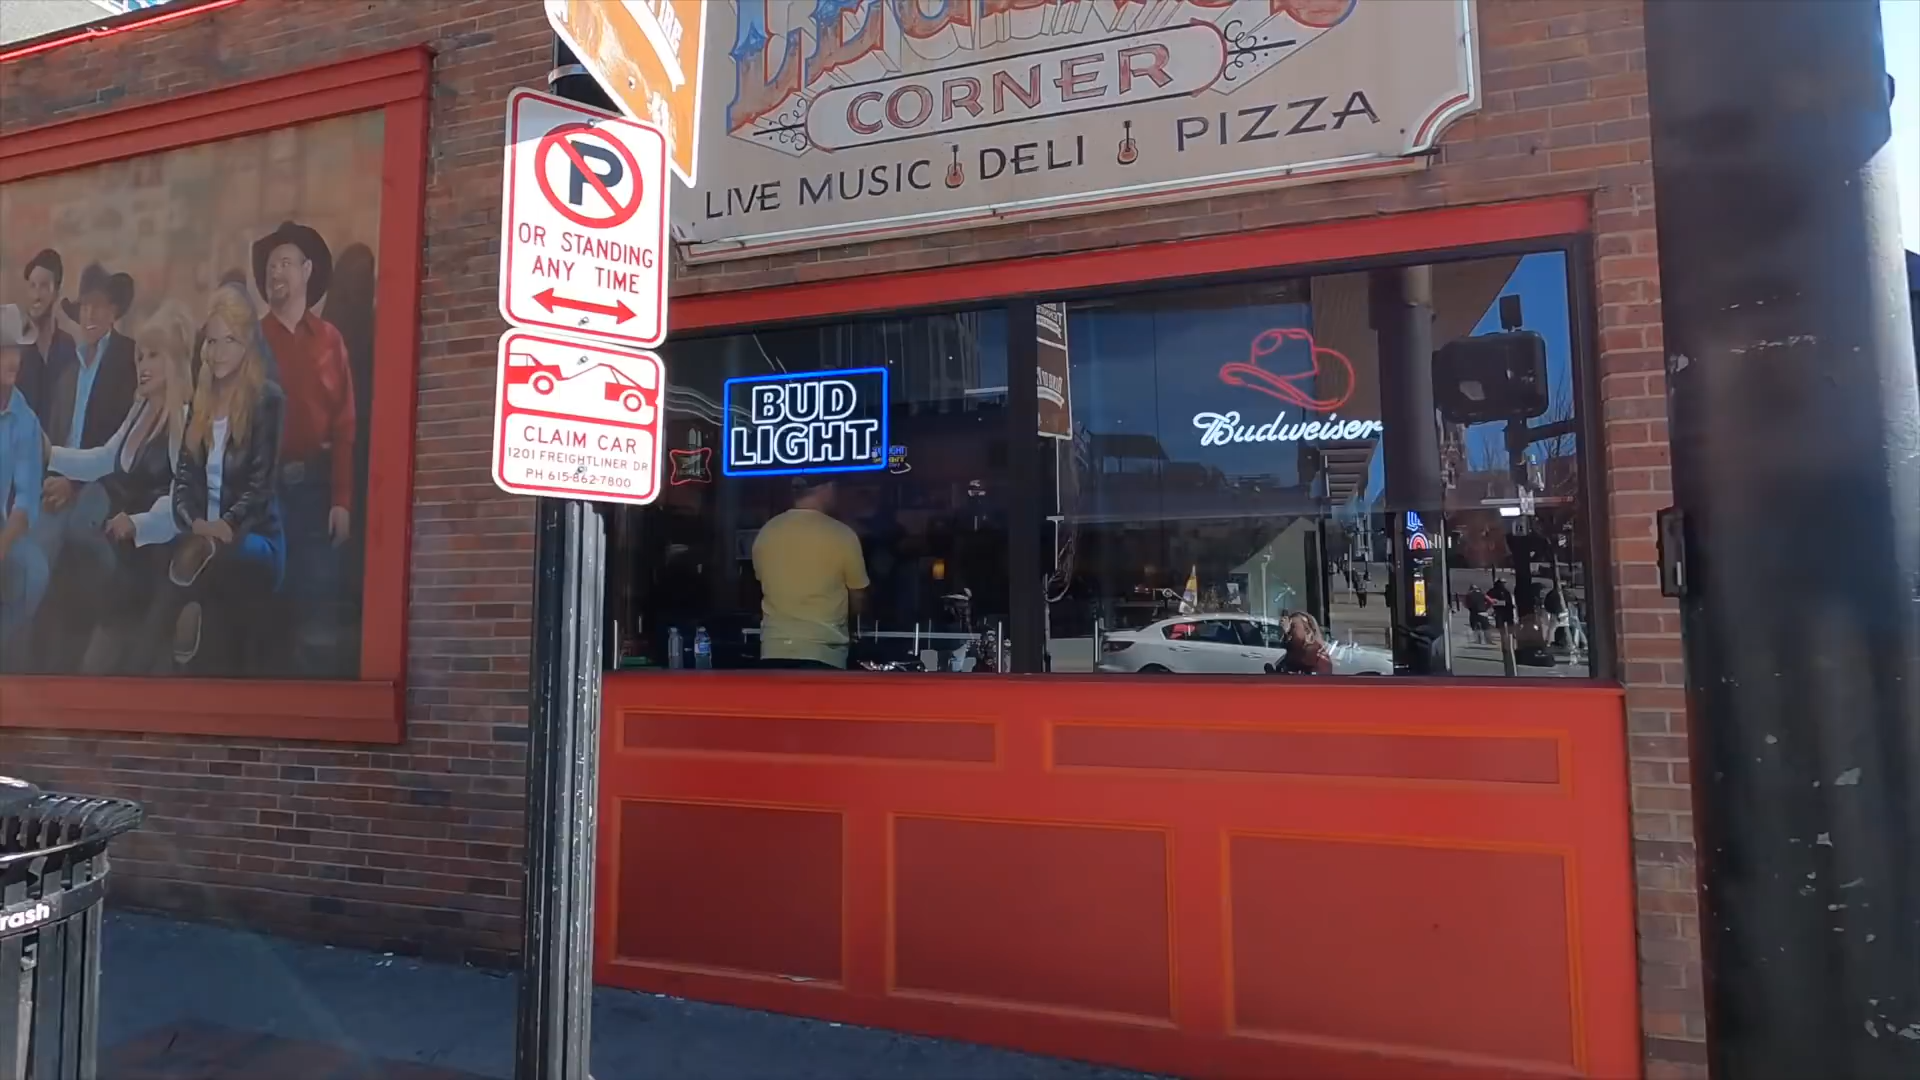 CORNER
LIVE MUSIC DELI PIZZA
P
OR STANDING
ANY TIME
CLAIM CAR
1201 FREIGHTLINER DR
PH 615-862-7800
BUD
LIGHT
Budweiser
rash